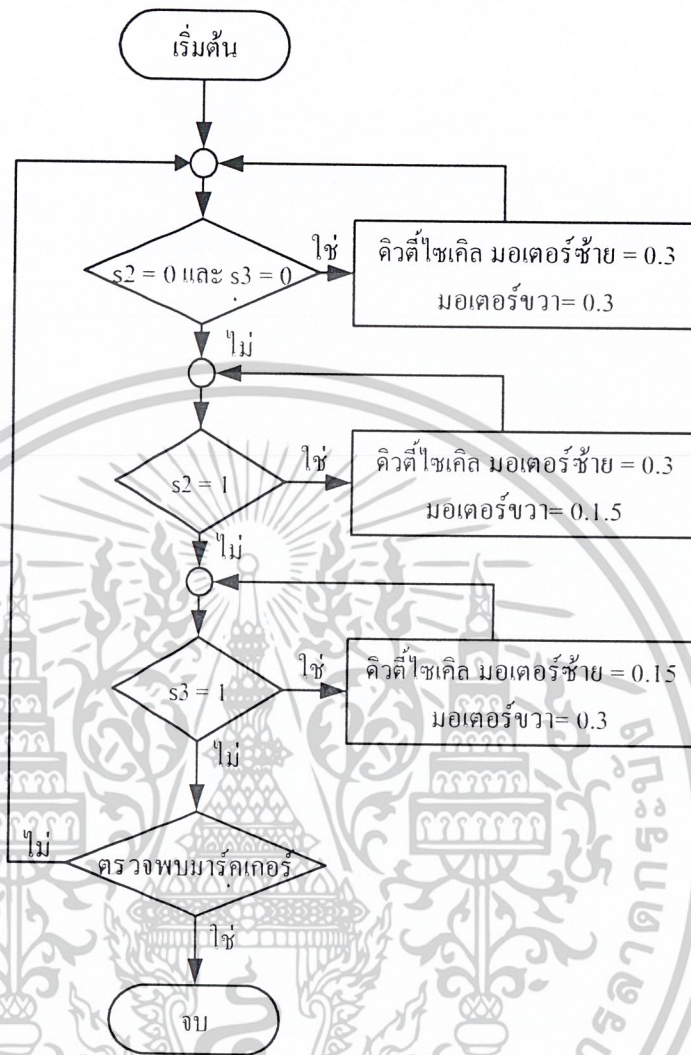 เริ่มต้น
s2 = 0 และ s3 = 0
ใช่
ดิวตี้ไซเคิล มอเตอร์ซ้าย = 0.3
มอเตอร์ขวา= 0.3
ไม่
s2 = 1
ใช่
ดิวตี้ไซเคิล มอเตอร์ซ้าย = 0.3
มอเตอร์ขวา= 0.1.5
ไม่
s3 = 1
ใช่
ดิวตี้ไซเคิล มอเตอร์ซ้าย = 0.15
มอเตอร์ขวา= 0.3
ไม่
ไม่
ตรวจพบมาร์คเกอร์
ใช่
จบ